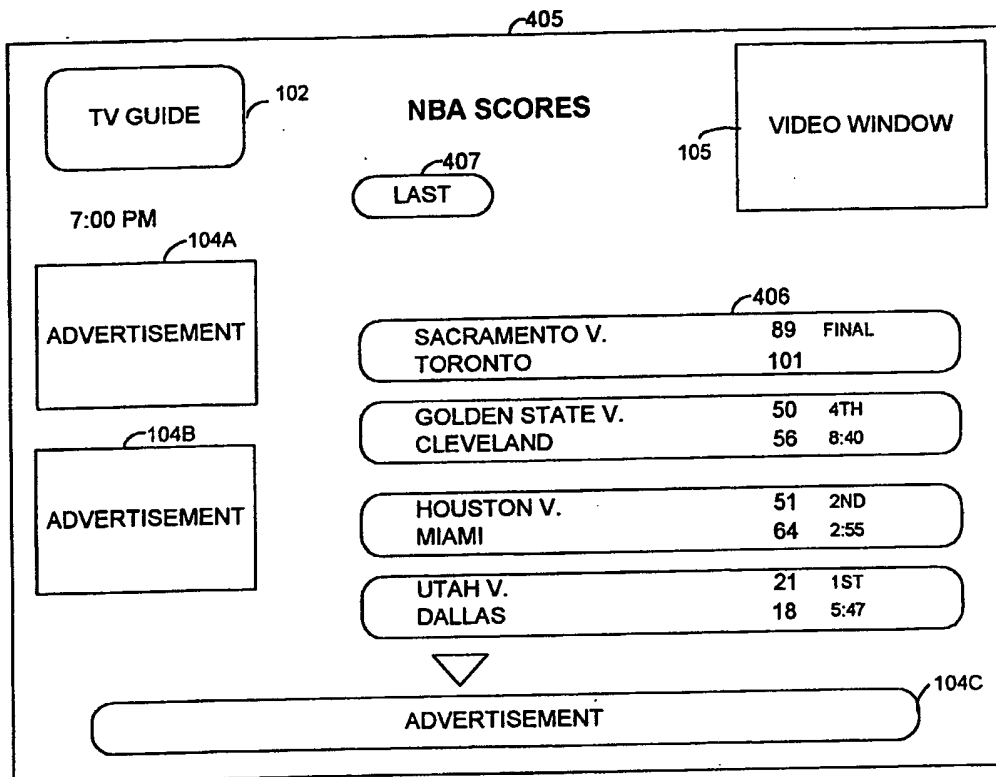 405
TV GUIDE
102
NBA SCORES
VIDEO WINDOW
105
407
LAST
7:00 PM
104A
ADVERTISEMENT
406
SACRAMENTO V. 89 FINAL
TORONTO 101
GOLDEN STATE V. 50 4TH
CLEVELAND 56 8:40
104B
ADVERTISEMENT
HOUSTON V. 51 2ND
MIAMI 64 2:55
UTAH V. 21 1ST
DALLAS 18 5:47
104C
ADVERTISEMENT